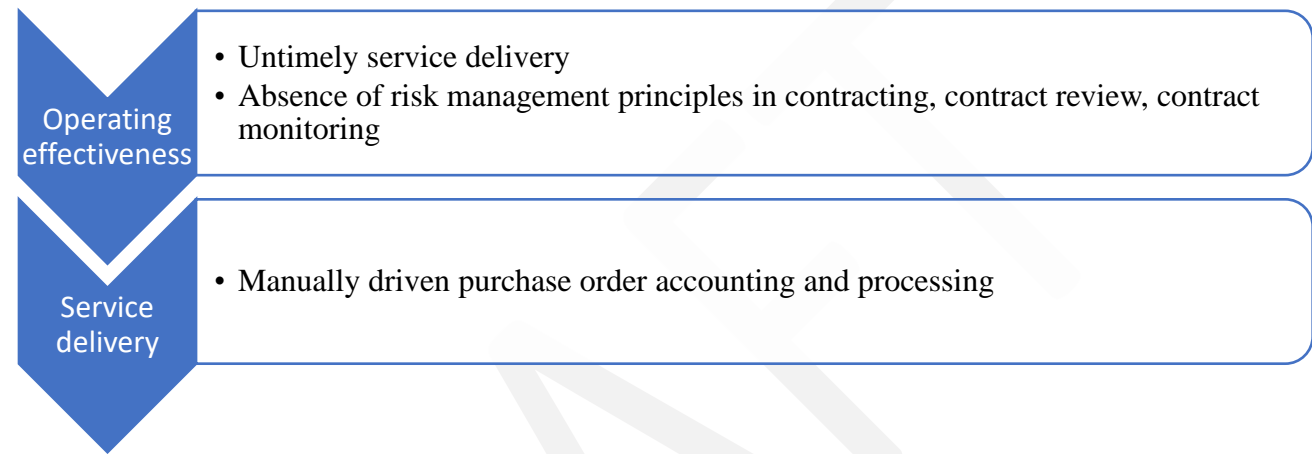 Operating
effectiveness
• Untimely service delivery
• Absence of risk management principles in contracting, contract review, contract
monitoring
Service
delivery
• Manually driven purchase order accounting and processing